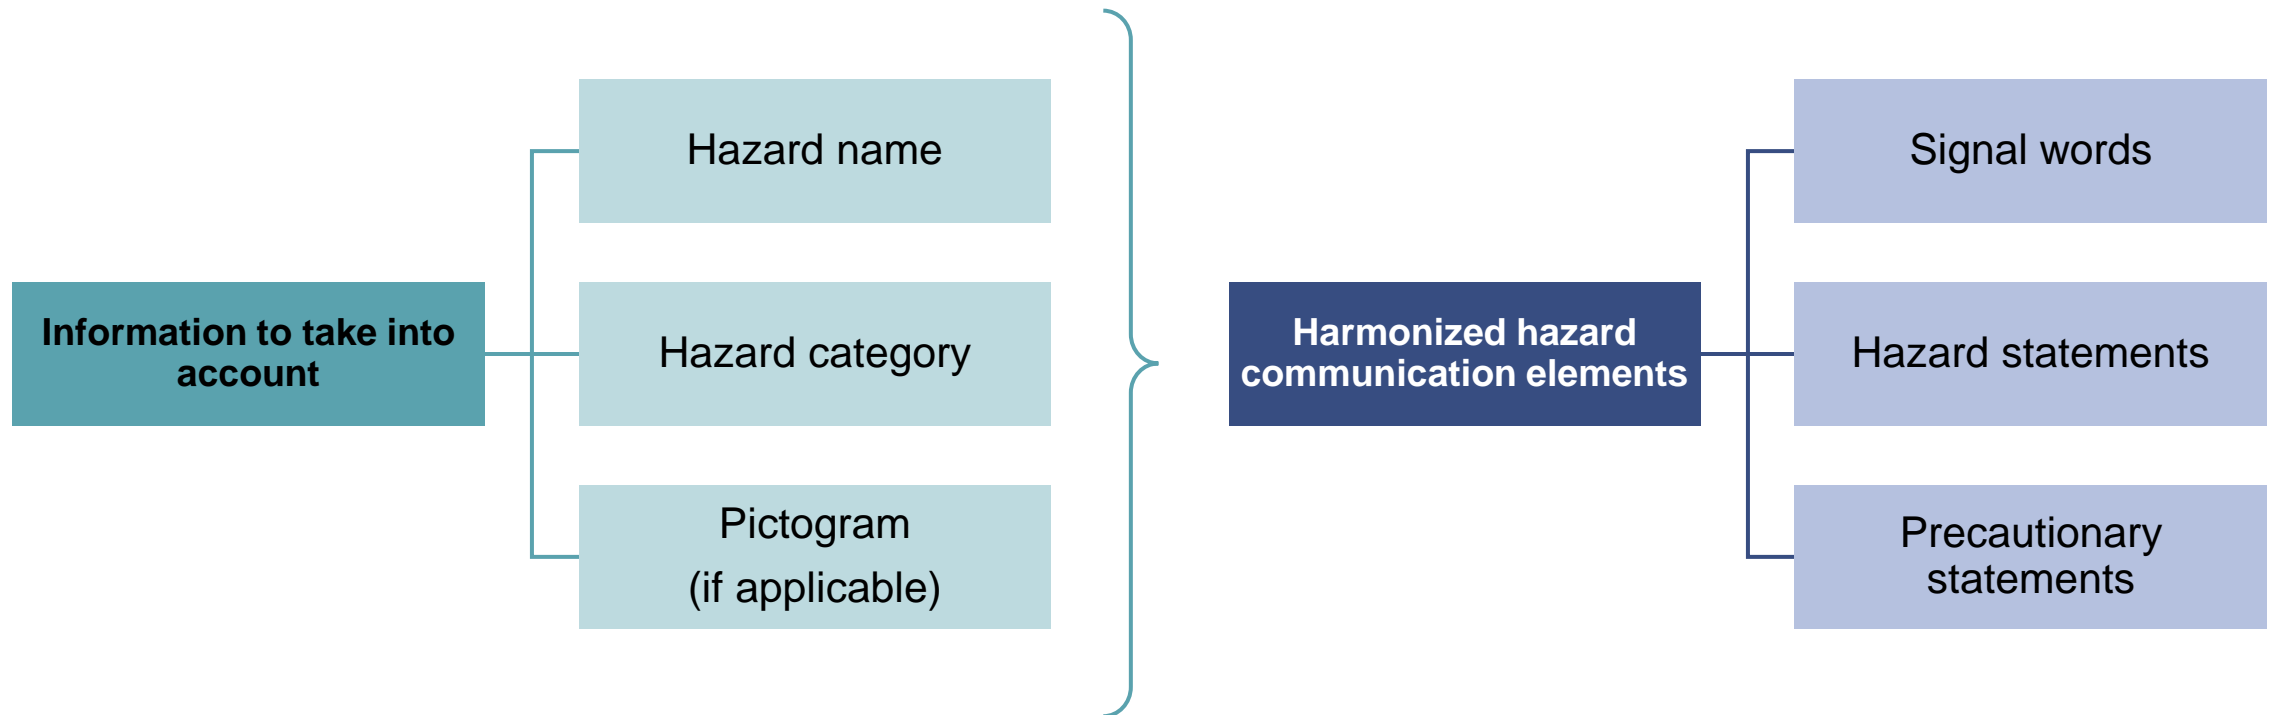 Information to take into
account
Hazard name
Hazard category
Pictogram
(if applicable)
Harmonized hazard
communication elements
Signal words
Hazard statements
Precautionary
statements